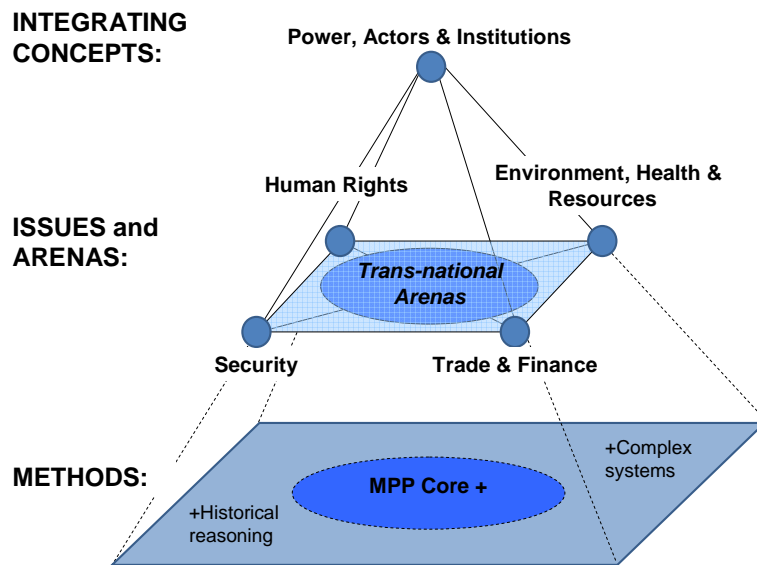 INTEGRATING
CONCEPTS:
Power, Actors & Institutions
Human Rights
Environment, Health &
Resources
ISSUES and
ARENAS:
Trans-national
Arenas
Security
Trade & Finance
METHODS:
MPP Core +
+Complex
systems
+Historical
reasoning